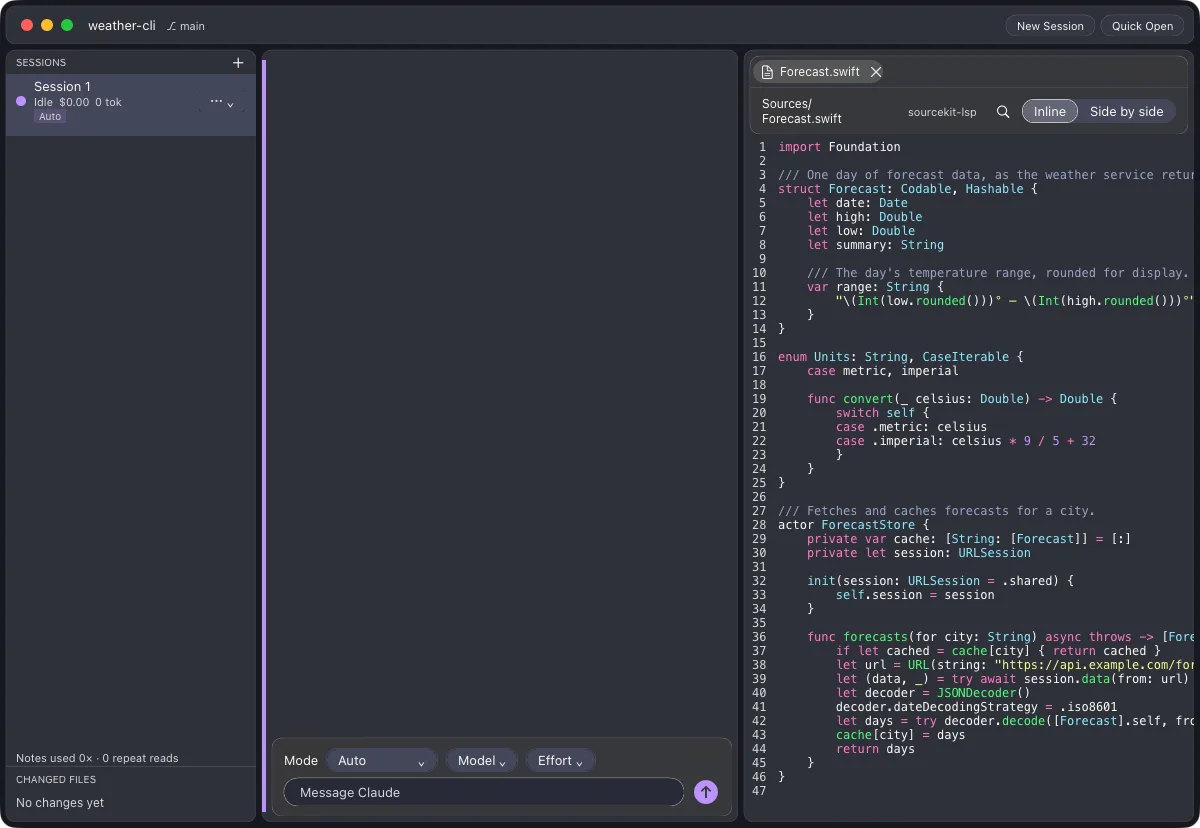 weather-cli main
New Session
Quick Open
SESSIONS
Session 1
Idle $0.00 0 tok
Auto
Notes used 0× · 0 repeat reads
CHANGED FILES
No changes yet
Mode Auto Model Effort
Message Claude
Forecast.swift
Sources/
Forecast.swift
sourcekit-lsp
Inline Side by side
1 import Foundation
2
3 /// One day of forecast data, as the weather service retur
4 struct Forecast: Codable, Hashable {
5     let date: Date
6     let high: Double
7     let low: Double
8     let summary: String
9
10     /// The day's temperature range, rounded for display.
11     var range: String {
12         "\(Int(low.rounded()))° – \(Int(high.rounded()))°"
13     }
14 }
15
16 enum Units: String, CaseIterable {
17     case metric, imperial
18
19     func convert(_ celsius: Double) -> Double {
20         switch self {
21         case .metric: celsius
22         case .imperial: celsius * 9 / 5 + 32
23         }
24     }
25 }
26
27 /// Fetches and caches forecasts for a city.
28 actor ForecastStore {
29     private var cache: [String: [Forecast]] = [:]
30     private let session: URLSession
31
32     init(session: URLSession = .shared) {
33         self.session = session
34     }
35
36     func forecasts(for city: String) async throws -> [Fore
37         if let cached = cache[city] { return cached }
38         let url = URL(string: "https://api.example.com/for
39         let (data, _) = try await session.data(from: url)
40         let decoder = JSONDecoder()
41         decoder.dateDecodingStrategy = .iso8601
42         let days = try decoder.decode([Forecast].self, fro
43         cache[city] = days
44         return days
45     }
46 }
47